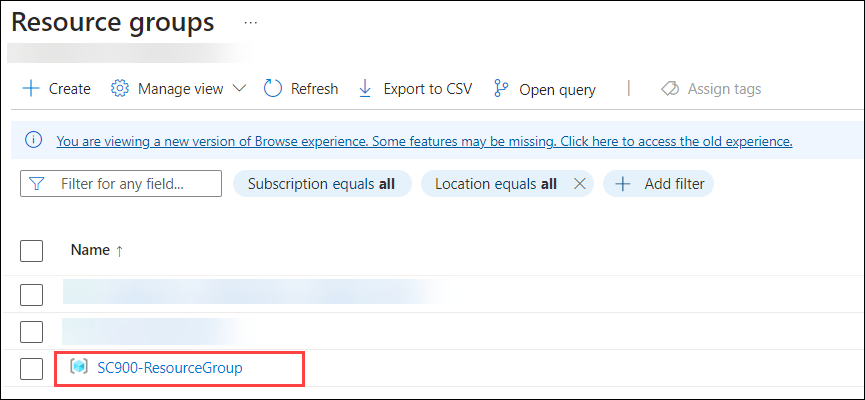 Resource groups ...
Create Manage view Refresh Export to CSV Open query | Assign tags
You are viewing a new version of Browse experience. Some features may be missing. Click here to access the old experience.
Filter for any field... Subscription equals all Location equals all Add filter
Name ↑
SC900-ResourceGroup